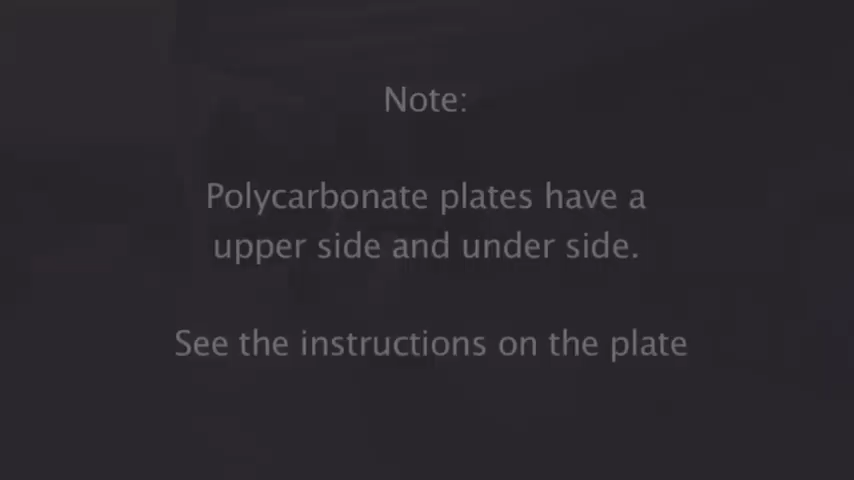 Note:
Polycarbonate plates have a
upper side and under side.
See the instructions on the plate